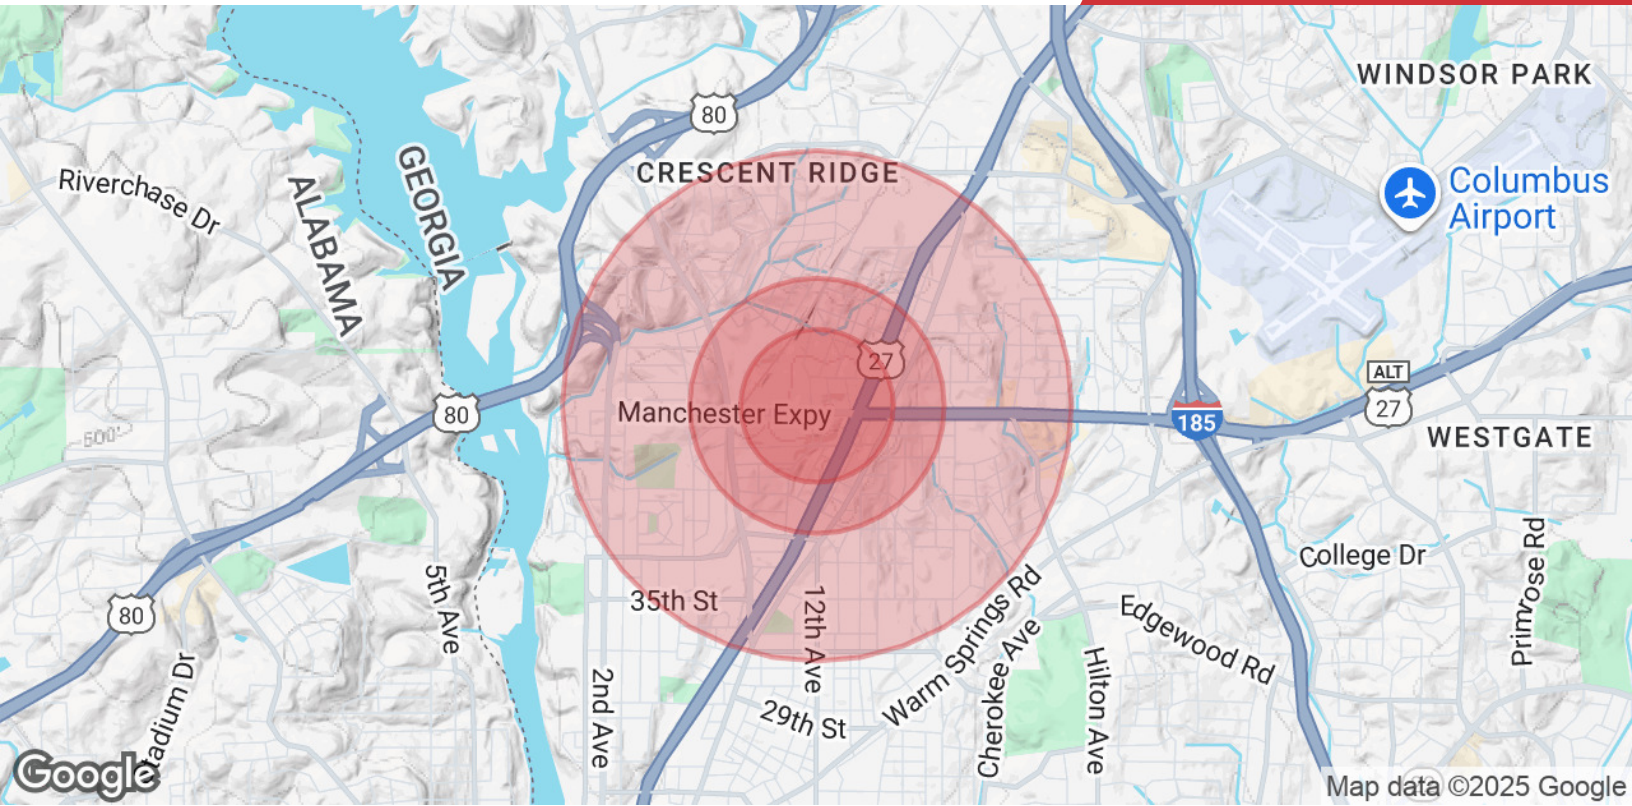 WINDSOR PARK
80
CRESCENT RIDGE
Riverchase Dr
GEORGIA
ALABAMA
Columbus
Airport
27
Manchester Expy
80
ALT
27
185
WESTGATE
500'
College Dr
Primrose Rd
80
5th Ave
35th St
12th Ave
Warm Springs Rd
Cherokee Ave
Edgewood Rd
Hilton Ave
2nd Ave
29th St
Stadium Dr
Google
Map data ©2025 Google